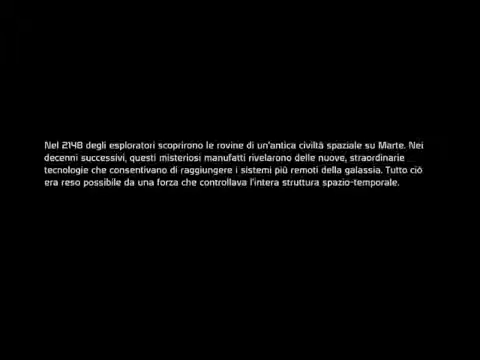 Nel 2148 degli esploratori scoprirono le rovine di un'antica civiltà spaziale su Marte. Nei
decenni successivi, questi misteriosi manufatti rivelarono delle nuove, straordinarie
tecnologie che consentivano di raggiungere i sistemi più remoti della galassia. Tutto ciò
era reso possibile da una forza che controllava l'intera struttura spazio-temporale.